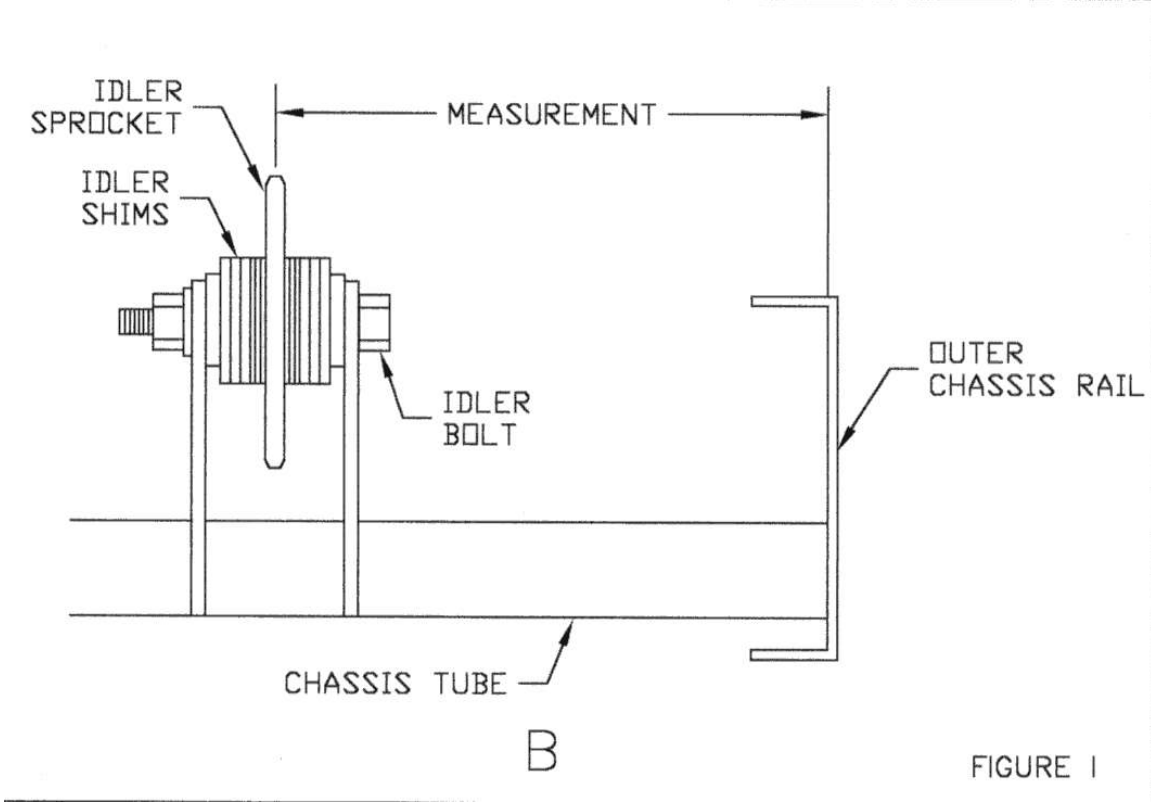 IDLER
SPROCKET
MEASUREMENT
IDLER
SHIMS
OUTER
CHASSIS RAIL
IDLER
BOLT
CHASSIS TUBE
B
FIGURE 1